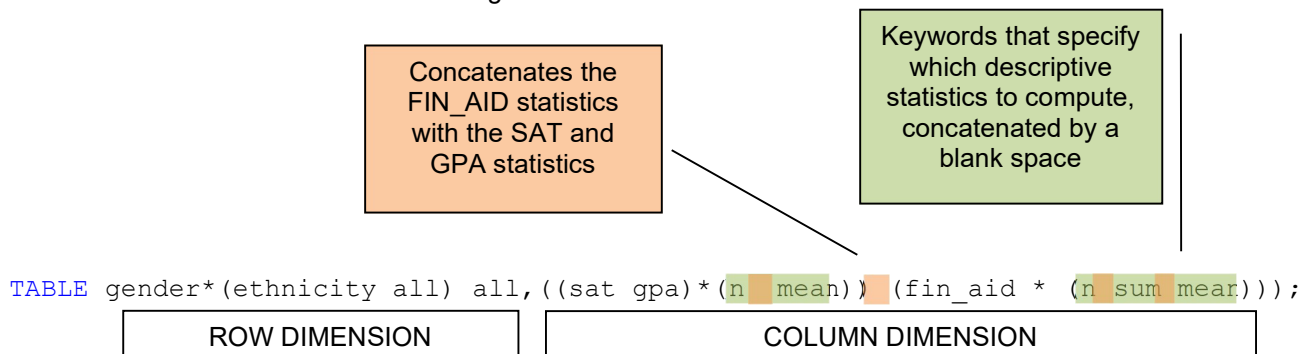 Concatenates the
FIN_AID statistics
with the SAT and
GPA statistics
Keywords that specify
which descriptive
statistics to compute,
concatenated by a
blank space
TABLE gender*(ethnicity all) all,((sat gpa)*(n mean)) (fin_aid * (n sum mean)));
ROW DIMENSION
COLUMN DIMENSION